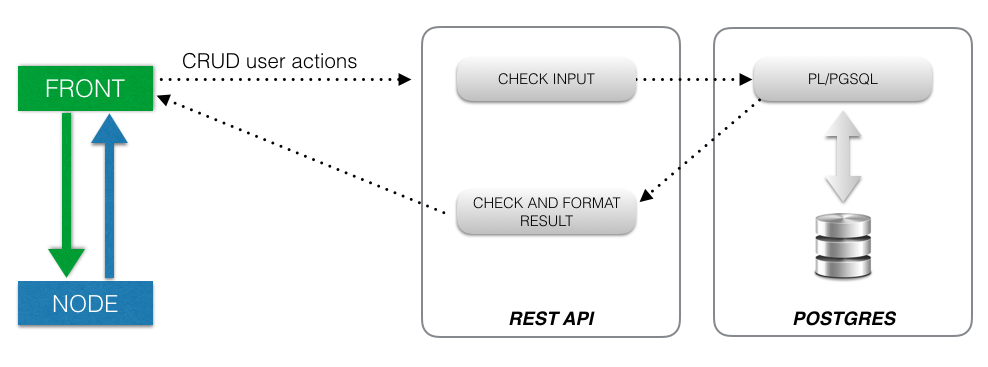 CRUD user actions
FRONT
CHECK INPUT
PL/PGSQL
CHECK AND FORMAT
RESULT
NODE
REST API
POSTGRES